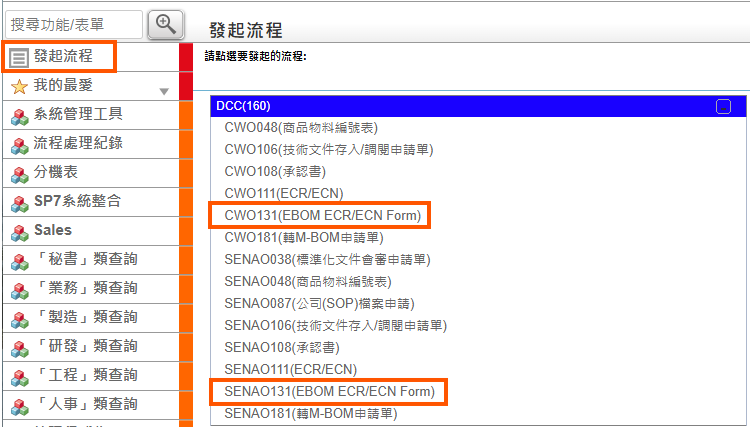 搜尋功能/表單
發起流程
發起流程
請點選要發起的流程:
我的最愛
系統管理工具
流程處理紀錄
分機表
SP7系統整合
Sales
「秘書」類查詢
「業務」類查詢
「製造」類查詢
「研發」類查詢
「工程」類查詢
「人事」類查詢
DCC(160)
CWO048(商品物料編號表)
CWO106(技術文件存入/調閱申請單)
CWO108(承認書)
CWO111(ECR/ECN)
CWO131(EBOM ECR/ECN Form)
CWO181(轉M-BOM申請單)
SENAO038(標準化文件會審申請單)
SENAO048(商品物料編號表)
SENAO087(公司(SOP)檔案申請)
SENAO106(技術文件存入/調閱申請單)
SENAO108(承認書)
SENAO111(ECR/ECN)
SENAO131(EBOM ECR/ECN Form)
SENAO181(轉M-BOM申請單)